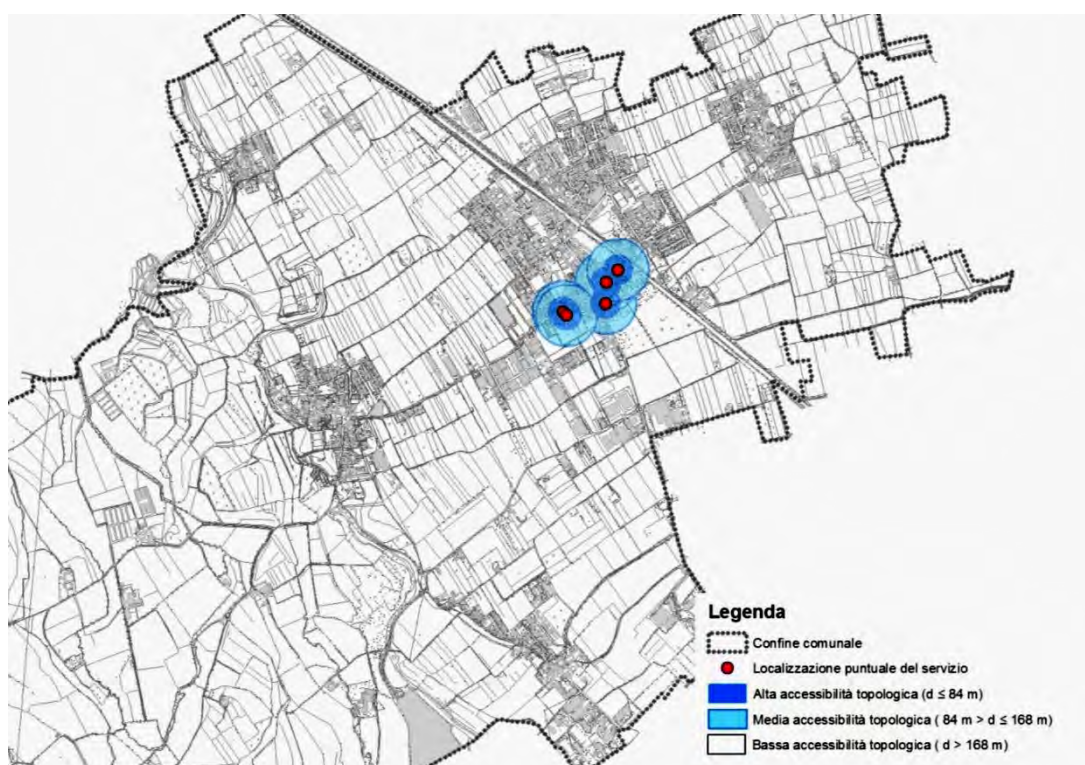 Legenda
Confine comunale
Localizzazione puntuale del servizio
Alta accessibilità topologica (d ≤ 84 m)
Media accessibilità topologica ( 84 m > d ≤ 168 m)
Bassa accessibilità topologica ( d > 168 m)